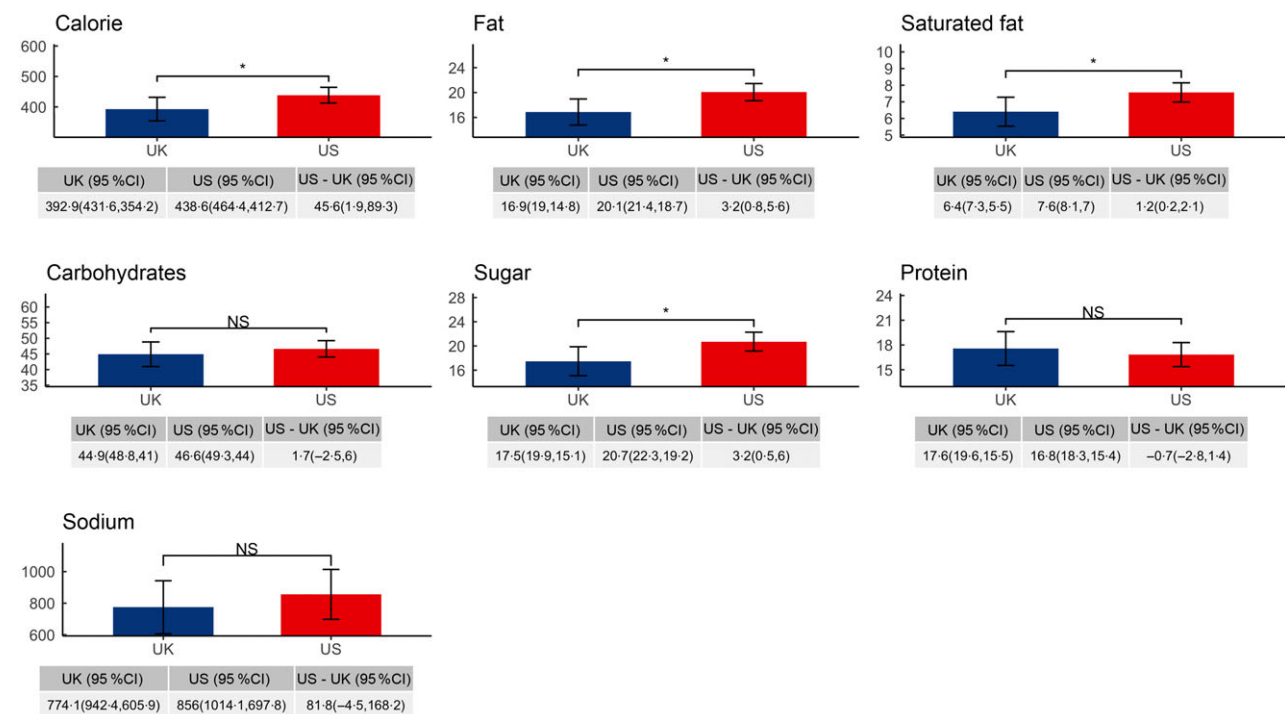 Calorie
600
500
400
*
UK US
UK (95 %CI) US (95 %CI) US - UK (95 %CI)
392·9(431·6,354·2) 438·6(464·4,412·7) 45·6(1·9,89·3)
Fat
24
20
16
*
UK US
UK (95 %CI) US (95 %CI) US - UK (95 %CI)
16·9(19,14·8) 20·1(21·4,18·7) 3·2(0·8,5·6)
Saturated fat
10
9
8
7
6
5
*
UK US
UK (95 %CI) US (95 %CI) US - UK (95 %CI)
6·4(7·3,5·5) 7·6(8·1,7) 1·2(0·2,2·1)
Carbohydrates
60
55
50
45
40
35
NS
UK US
UK (95 %CI) US (95 %CI) US - UK (95 %CI)
44·9(48·8,41) 46·6(49·3,44) 1·7(−2·5,6)
Sugar
28
24
20
16
*
UK US
UK (95 %CI) US (95 %CI) US - UK (95 %CI)
17·5(19·9,15·1) 20·7(22·3,19·2) 3·2(0·5,6)
Protein
24
21
18
15
NS
UK US
UK (95 %CI) US (95 %CI) US - UK (95 %CI)
17·6(19·6,15·5) 16·8(18·3,15·4) −0·7(−2·8,1·4)
Sodium
1000
800
600
NS
UK US
UK (95 %CI) US (95 %CI) US - UK (95 %CI)
774·1(942·4,605·9) 856(1014·1,697·8) 81·8(−4·5,168·2)